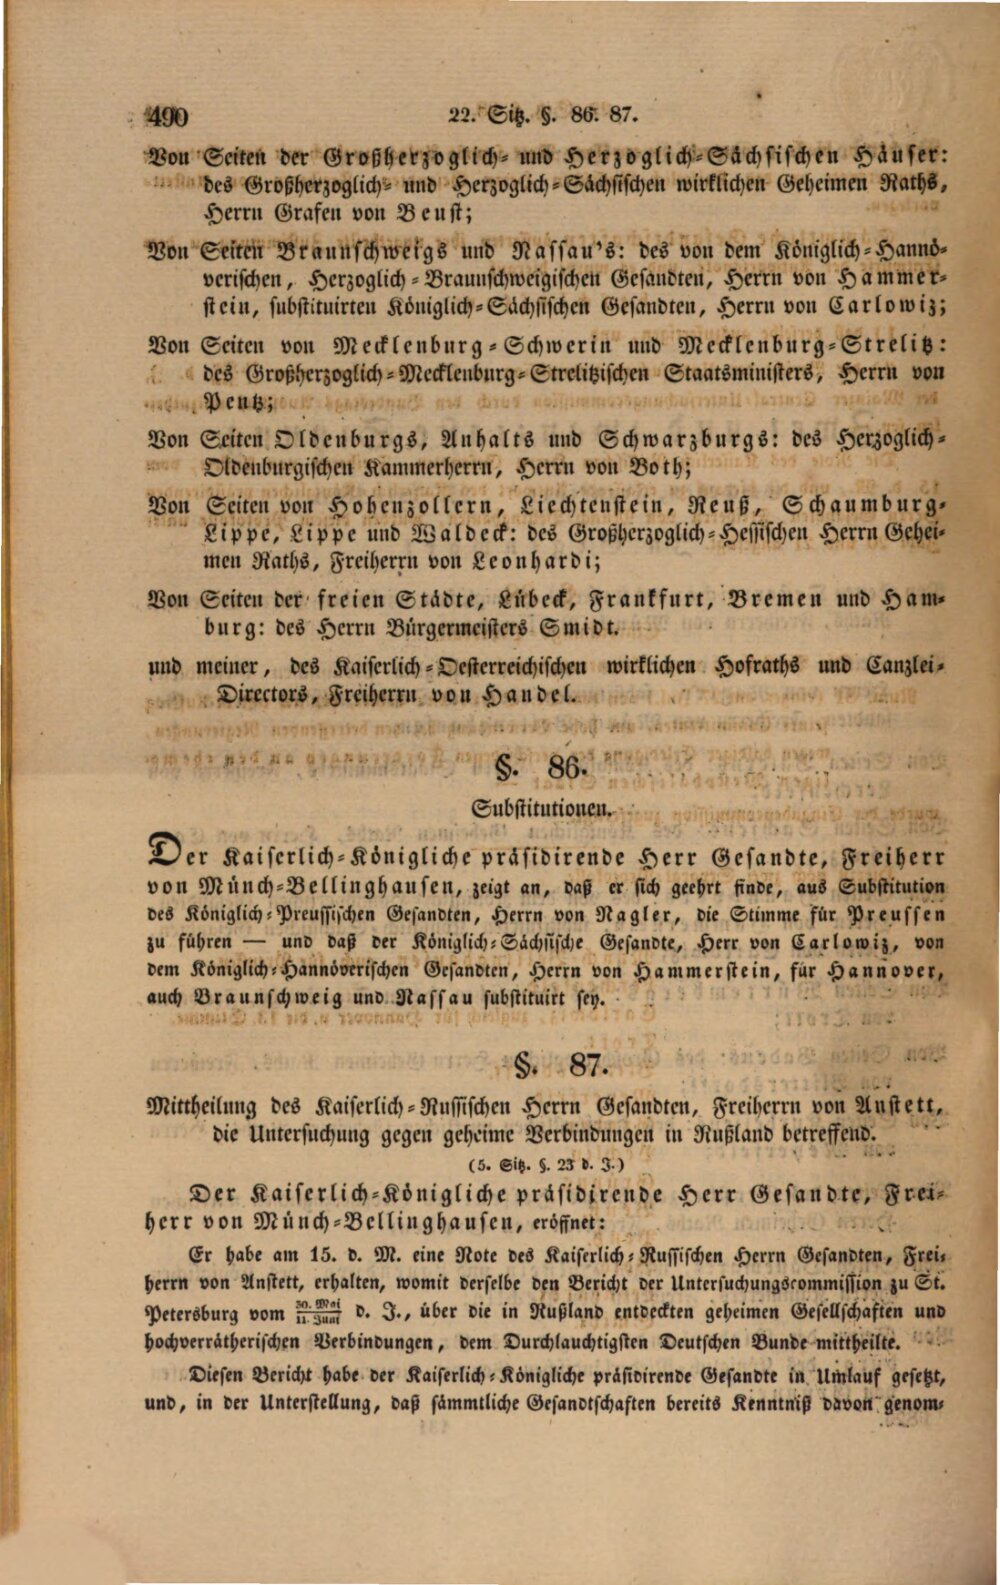 490
22. Sitz. §. 86. 87.
Von Seiten der Großherzoglich- und Herzoglich-Sächsischen Häuser:
des Großherzoglich- und Herzoglich-Sächsischen wirklichen Geheimen Raths,
Herrn Grafen von Beust;
Von Seiten Braunschweigs und Nassau's: des von dem Königlich-Hannö-
verischen, Herzoglich-Braunschweigischen Gesandten, Herrn von Hammer-
stein, substituirten Königlich-Sächsischen Gesandten, Herrn von Carlowiz;
Von Seiten von Mecklenburg-Schwerin und Mecklenburg-Strelitz:
des Großherzoglich-Mecklenburg-Strelitzischen Staatsministers, Herrn von
Pentz;
Von Seiten Oldenburgs, Anhalts und Schwarzburgs: des Herzoglich-
Oldenburgischen Kammerherrn, Herrn von Both;
Von Seiten von Hohenzollern, Liechtenstein, Reuß, Schaumburg-
Lippe, Lippe und Waldeck: des Großherzoglich-Hessischen Herrn Gehei-
men Raths, Freiherrn von Leonhardi;
Von Seiten der freien Städte, Lübeck, Frankfurt, Bremen und Ham-
burg: des Herrn Bürgermeisters Smidt.
und meiner, des Kaiserlich-Oesterreichischen wirklichen Hofraths und Canzlei-
Directors, Freiherrn von Handel.
§. 86.
Substitutionen.
Der Kaiserlich-Königliche präsidirende Herr Gesandte, Freiherr
von Münch-Bellinghausen, zeigt an, daß er sich geehrt finde, aus Substitution
des Königlich-Preussischen Gesandten, Herrn von Nagler, die Stimme für Preussen
zu führen — und daß der Königlich-Sächsische Gesandte, Herr von Carlowiz, von
dem Königlich-Hannöverischen Gesandten, Herrn von Hammerstein, für Hannover,
auch Braunschweig und Nassau substituirt sey.
§. 87.
Mittheilung des Kaiserlich-Russischen Herrn Gesandten, Freiherrn von Anstett,
die Untersuchung gegen geheime Verbindungen in Rußland betreffend.
(5. Sitz. §. 23 d. J.)
Der Kaiserlich-Königliche präsidirende Herr Gesandte, Frei-
herr von Münch-Bellinghausen, eröffnet:
Er habe am 15. d. M. eine Note des Kaiserlich-Russischen Herrn Gesandten, Frei-
herrn von Anstett, erhalten, womit derselbe den Bericht der Untersuchungscommission zu St.
Petersburg vom 30. Mai/11. Juni d. J., über die in Rußland entdeckten geheimen Gesellschaften und
hochverrätherischen Verbindungen, dem Durchlauchtigsten Deutschen Bunde mittheilte.
Diesen Bericht habe der Kaiserlich-Königliche präsidirende Gesandte in Umlauf gesetzt,
und, in der Unterstellung, daß sämmtliche Gesandtschaften bereits Kenntniß davon genom-